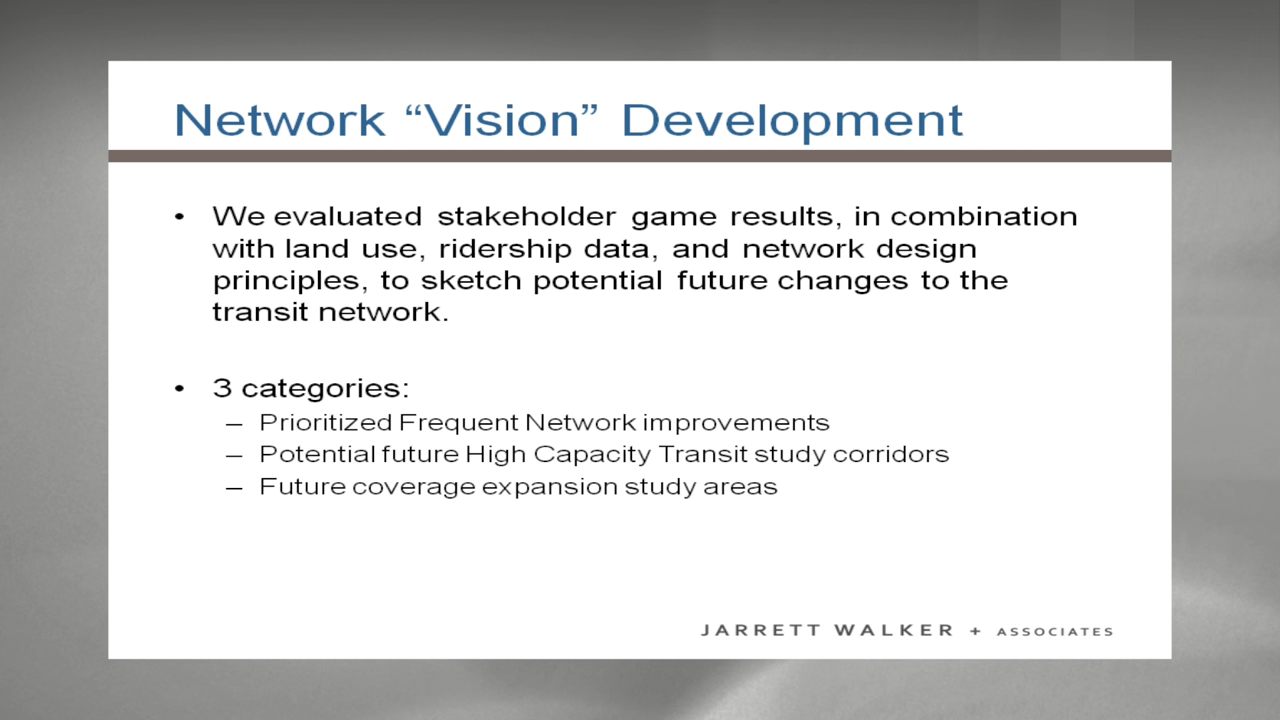 Network “Vision” Development
• We evaluated stakeholder game results, in combination
with land use, ridership data, and network design
principles, to sketch potential future changes to the
transit network.
• 3 categories:
– Prioritized Frequent Network improvements
– Potential future High Capacity Transit study corridors
– Future coverage expansion study areas
JARRETT WALKER + ASSOCIATES